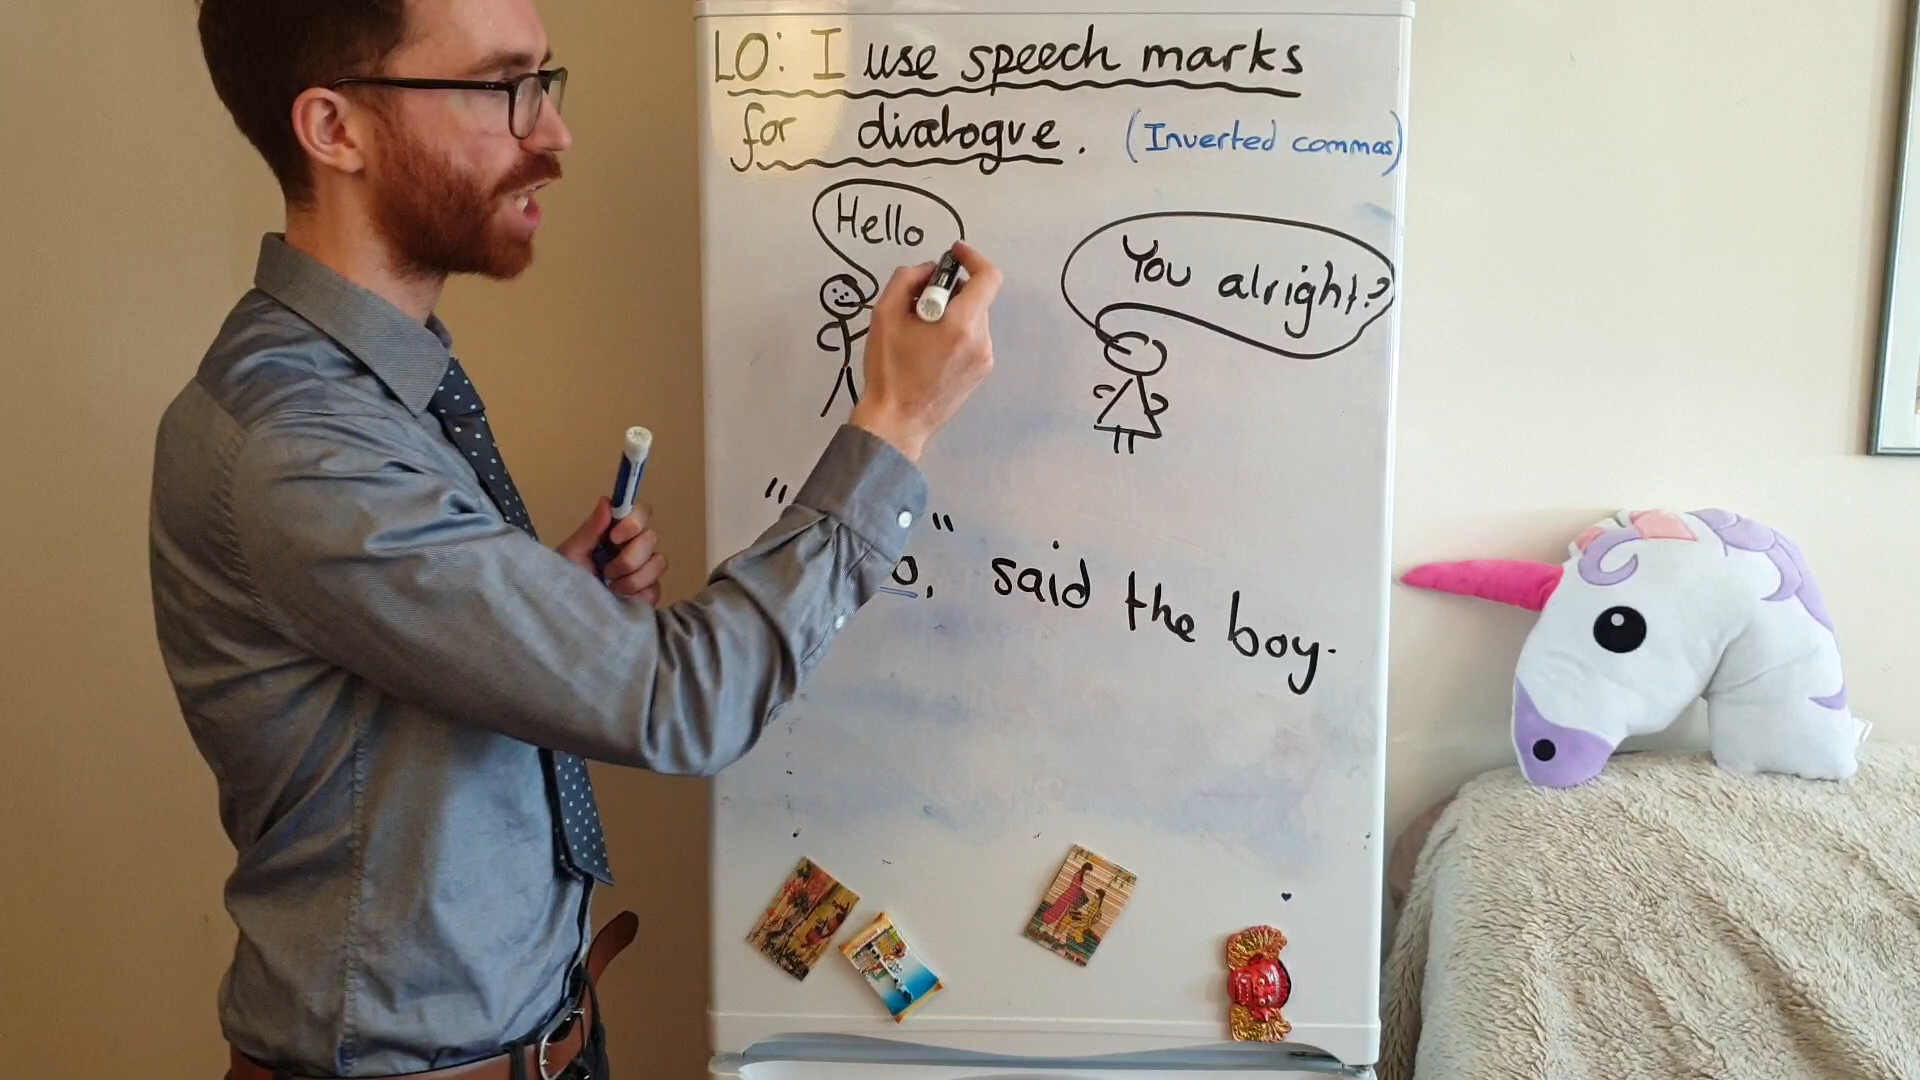 LO: I use speech marks
for dialogue. (Inverted commas)
Hello
You alright?
" "
o, said the boy.